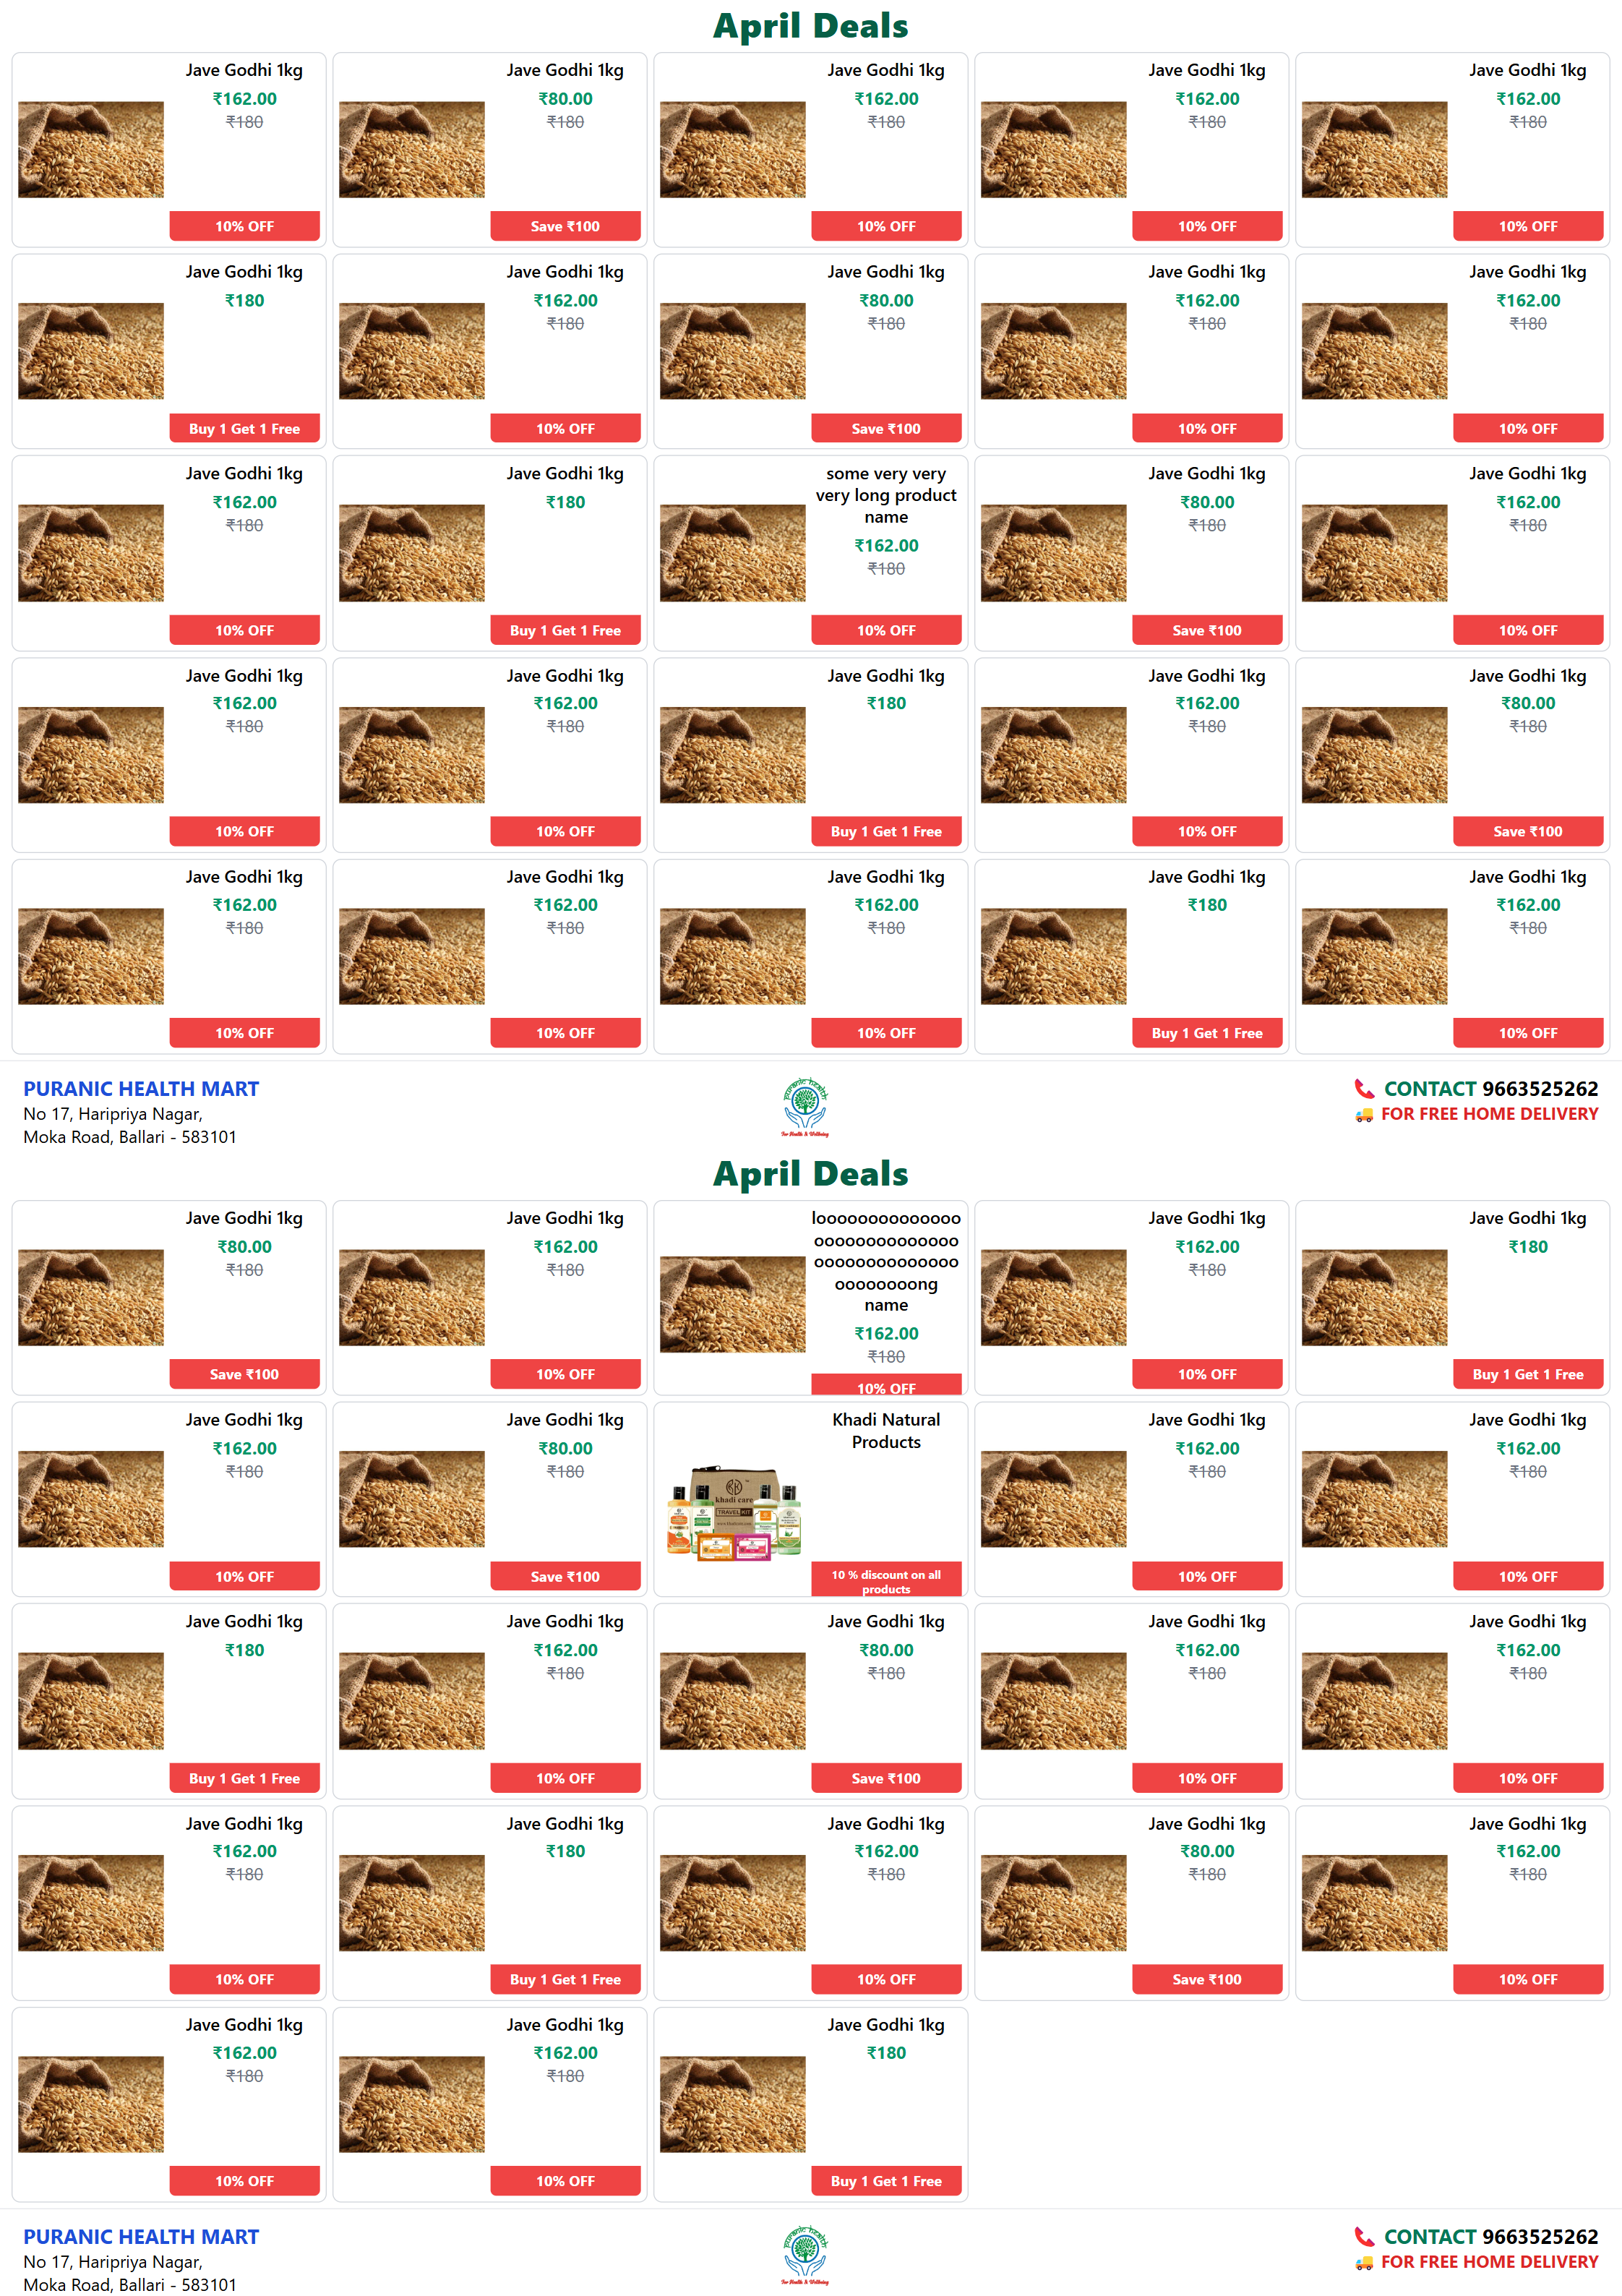 April Deals
Jave Godhi 1kg
₹162.00
₹180
10% OFF
Jave Godhi 1kg
₹80.00
₹180
Save ₹100
Jave Godhi 1kg
₹162.00
₹180
10% OFF
Jave Godhi 1kg
₹162.00
₹180
10% OFF
Jave Godhi 1kg
₹162.00
₹180
10% OFF
Jave Godhi 1kg
₹180
Buy 1 Get 1 Free
Jave Godhi 1kg
₹162.00
₹180
10% OFF
Jave Godhi 1kg
₹80.00
₹180
Save ₹100
Jave Godhi 1kg
₹162.00
₹180
10% OFF
Jave Godhi 1kg
₹162.00
₹180
10% OFF
Jave Godhi 1kg
₹162.00
₹180
10% OFF
Jave Godhi 1kg
₹180
Buy 1 Get 1 Free
some very very
very long product
name
₹162.00
₹180
10% OFF
Jave Godhi 1kg
₹80.00
₹180
Save ₹100
Jave Godhi 1kg
₹162.00
₹180
10% OFF
Jave Godhi 1kg
₹162.00
₹180
10% OFF
Jave Godhi 1kg
₹162.00
₹180
10% OFF
Jave Godhi 1kg
₹180
Buy 1 Get 1 Free
Jave Godhi 1kg
₹162.00
₹180
10% OFF
Jave Godhi 1kg
₹80.00
₹180
Save ₹100
Jave Godhi 1kg
₹162.00
₹180
10% OFF
Jave Godhi 1kg
₹162.00
₹180
10% OFF
Jave Godhi 1kg
₹162.00
₹180
10% OFF
Jave Godhi 1kg
₹180
Buy 1 Get 1 Free
Jave Godhi 1kg
₹162.00
₹180
10% OFF
PURANIC HEALTH MART
No 17, Haripriya Nagar,
Moka Road, Ballari - 583101
puranic health
For Health & Wellbeing
CONTACT 9663525262
FOR FREE HOME DELIVERY
April Deals
Jave Godhi 1kg
₹80.00
₹180
Save ₹100
Jave Godhi 1kg
₹162.00
₹180
10% OFF
loooooooooooooo
oooooooooooooo
oooooooooooooo
ooooooooong
name
₹162.00
₹180
10% OFF
Jave Godhi 1kg
₹162.00
₹180
10% OFF
Jave Godhi 1kg
₹180
Buy 1 Get 1 Free
Jave Godhi 1kg
₹162.00
₹180
10% OFF
Jave Godhi 1kg
₹80.00
₹180
Save ₹100
Khadi Natural
Products
khadi care
TRAVEL KIT
10 % discount on all
products
Jave Godhi 1kg
₹162.00
₹180
10% OFF
Jave Godhi 1kg
₹162.00
₹180
10% OFF
Jave Godhi 1kg
₹180
Buy 1 Get 1 Free
Jave Godhi 1kg
₹162.00
₹180
10% OFF
Jave Godhi 1kg
₹80.00
₹180
Save ₹100
Jave Godhi 1kg
₹162.00
₹180
10% OFF
Jave Godhi 1kg
₹162.00
₹180
10% OFF
Jave Godhi 1kg
₹162.00
₹180
10% OFF
Jave Godhi 1kg
₹180
Buy 1 Get 1 Free
Jave Godhi 1kg
₹162.00
₹180
10% OFF
Jave Godhi 1kg
₹80.00
₹180
Save ₹100
Jave Godhi 1kg
₹162.00
₹180
10% OFF
Jave Godhi 1kg
₹162.00
₹180
10% OFF
Jave Godhi 1kg
₹162.00
₹180
10% OFF
Jave Godhi 1kg
₹180
Buy 1 Get 1 Free
PURANIC HEALTH MART
No 17, Haripriya Nagar,
Moka Road, Ballari - 583101
puranic health
For Health & Wellbeing
CONTACT 9663525262
FOR FREE HOME DELIVERY